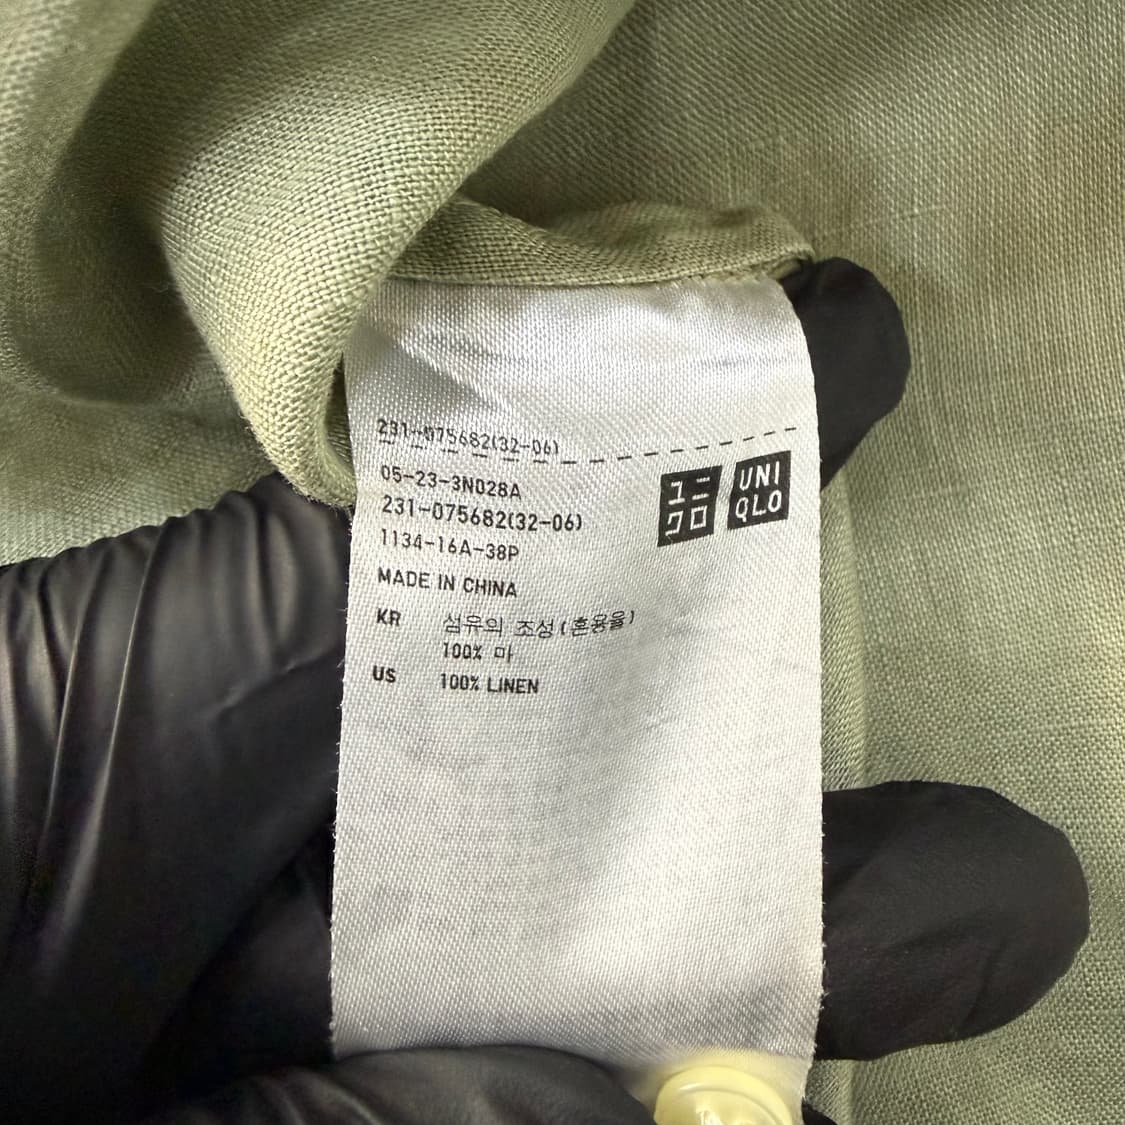 231-075682(32-06)
05-23-3N028A
231-075682(32-06)
1134-16A-38P
MADE IN CHINA
KR 섬유의 조성(혼용율)
100% 마
US 100% LINEN
ユニ
クロ
UNI
QLO